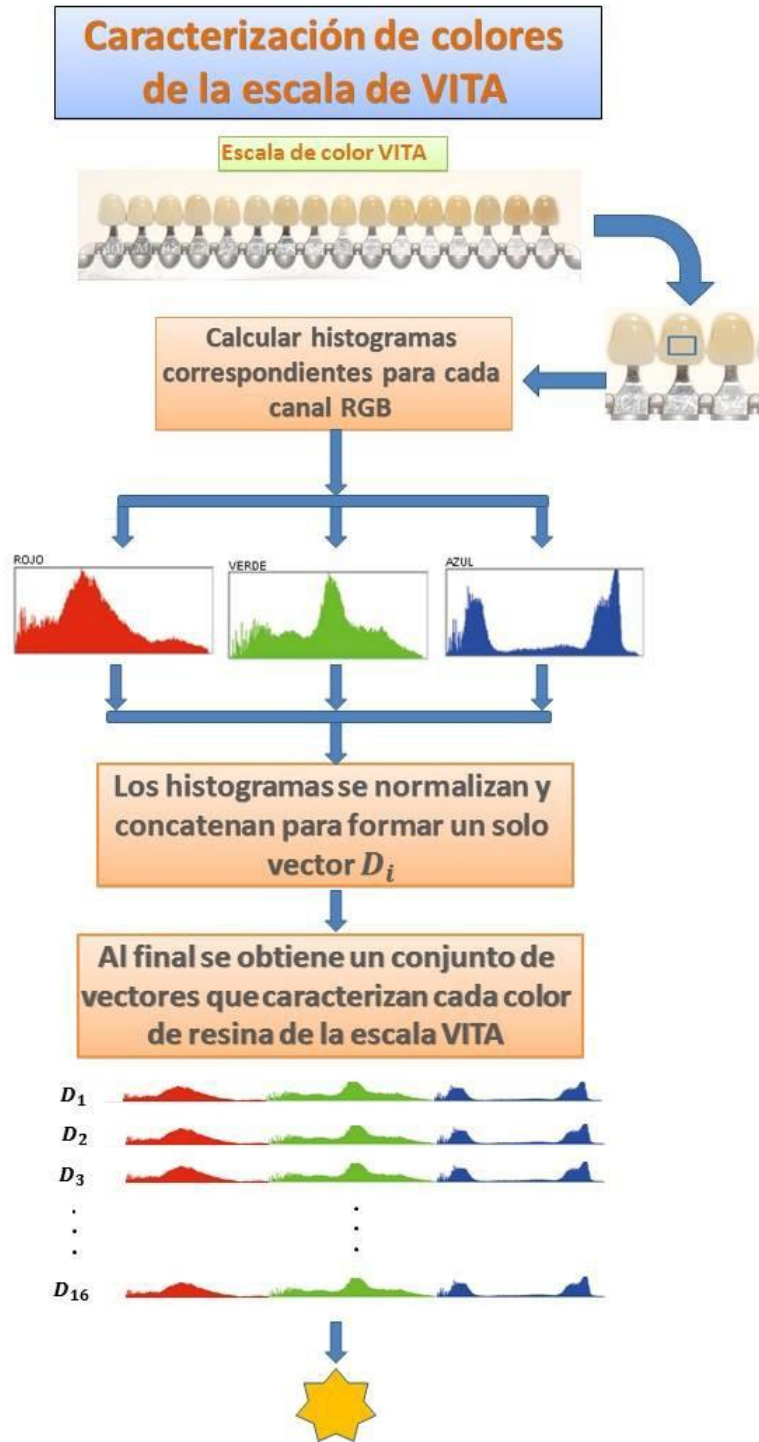 Caracterización de colores
de la escala de VITA
Escala de color VITA
Calcular histogramas
correspondientes para cada
canal RGB
ROJO
VERDE
AZUL
Los histogramas se normalizan y
concatenan para formar un solo
vector D_i
Al final se obtiene un conjunto de
vectores que caracterizan cada color
de resina de la escala VITA
D_1
D_2
D_3
D_16